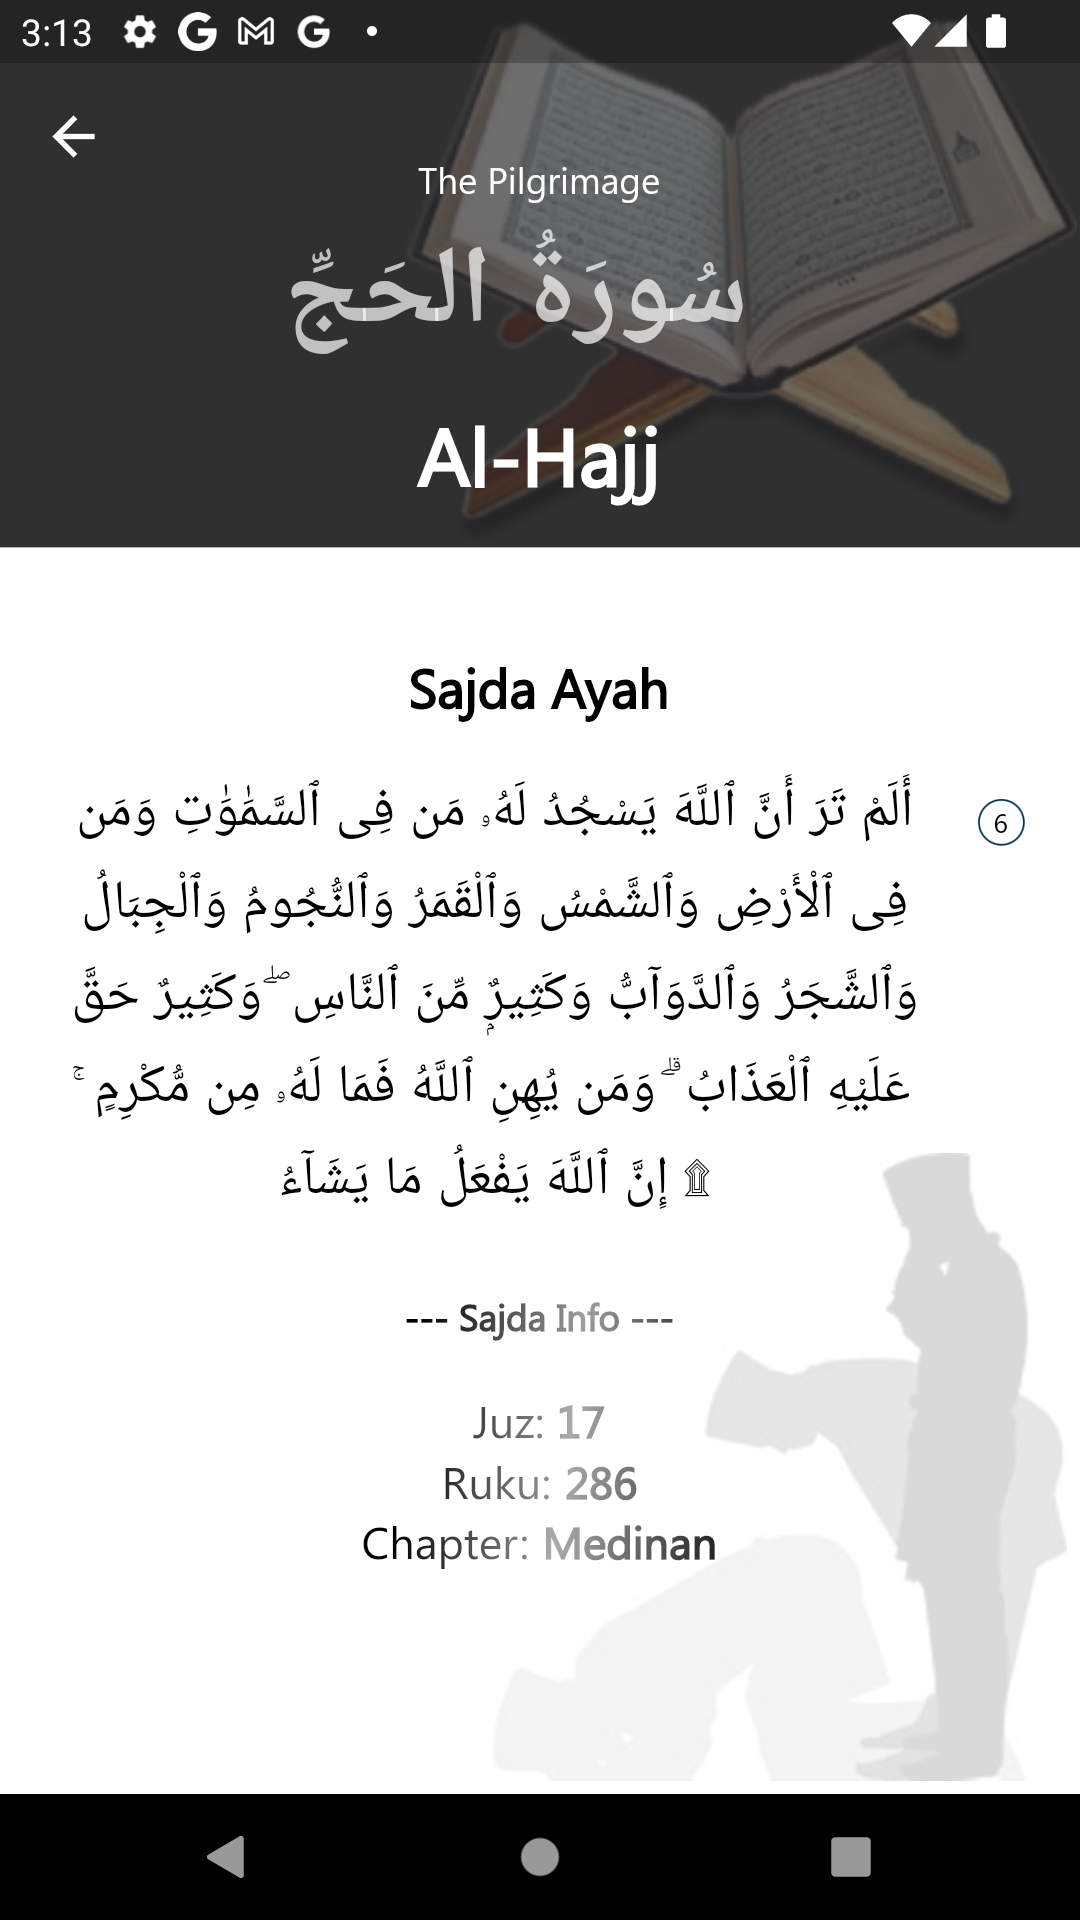 3:13
The Pilgrimage
سُورَةُ الحَجِّ
Al-Hajj
Sajda Ayah
أَلَمْ تَرَ أَنَّ ٱللَّهَ يَسْجُدُ لَهُۥ مَن فِى ٱلسَّمَٰوَٰتِ وَمَن
6
فِى ٱلْأَرْضِ وَٱلشَّمْسُ وَٱلْقَمَرُ وَٱلنُّجُومُ وَٱلْجِبَالُ
وَٱلشَّجَرُ وَٱلدَّوَآبُّ وَكَثِيرٌۭ مِّنَ ٱلنَّاسِ ۖ وَكَثِيرٌ حَقَّ
عَلَيْهِ ٱلْعَذَابُ ۗ وَمَن يُهِنِ ٱللَّهُ فَمَا لَهُۥ مِن مُّكْرِمٍ ۚ
۩ إِنَّ ٱللَّهَ يَفْعَلُ مَا يَشَآءُ
--- Sajda Info ---
Juz: 17
Ruku: 286
Chapter: Medinan